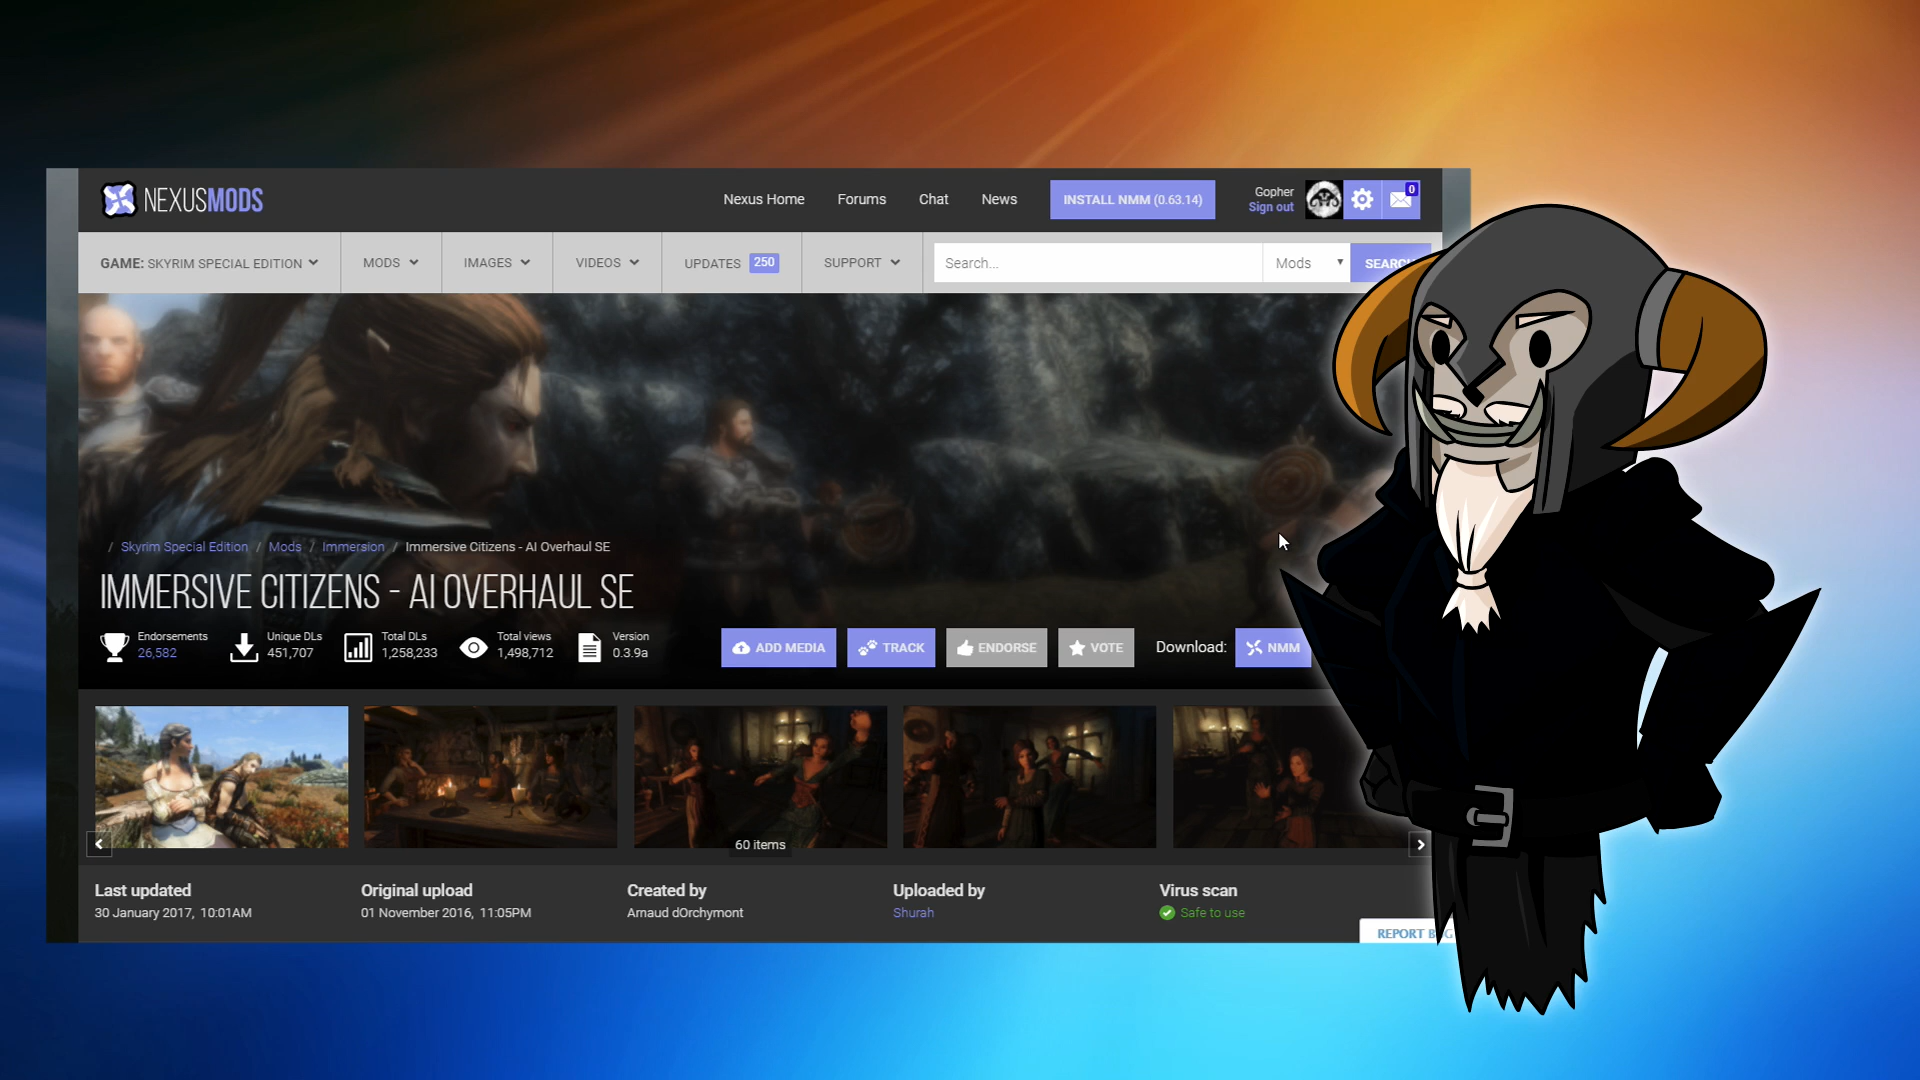 NEXUSMODS
Nexus Home
Forums
Chat
News
INSTALL NMM (0.63.14)
Gopher
Sign out
0
GAME: SKYRIM SPECIAL EDITION
MODS
IMAGES
VIDEOS
UPDATES 250
SUPPORT
Search...
Mods
/ Skyrim Special Edition / Mods / Immersion / Immersive Citizens - AI Overhaul SE
IMMERSIVE CITIZENS - AI OVERHAUL SE
Endorsements
26,582
Unique DLs
451,707
Total DLs
1,258,233
Total views
1,498,712
Version
0.3.9a
ADD MEDIA
TRACK
ENDORSE
VOTE
Download:
NMM
60 items
Last updated
30 January 2017, 10:01AM
Original upload
01 November 2016, 11:05PM
Created by
Arnaud dOrchymont
Uploaded by
Shurah
Virus scan
Safe to use
REPORT